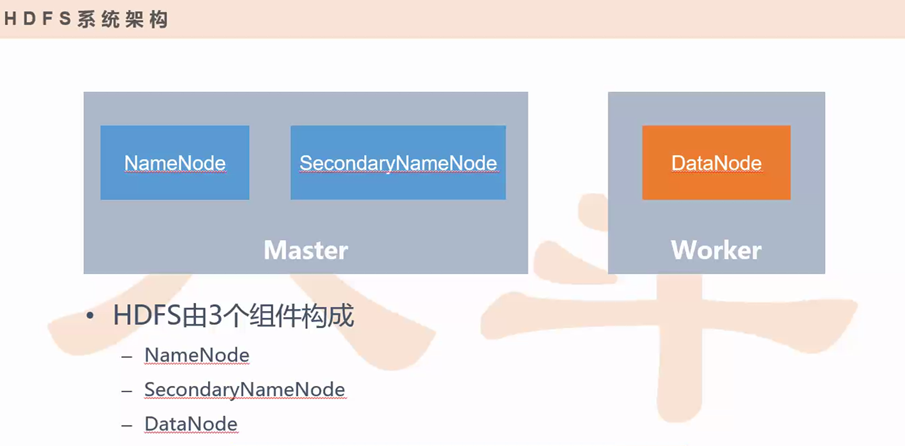 HDFS系统架构
NameNode
SecondaryNameNode
DataNode
Master
Worker
• HDFS由3个组件构成
– NameNode
– SecondaryNameNode
– DataNode